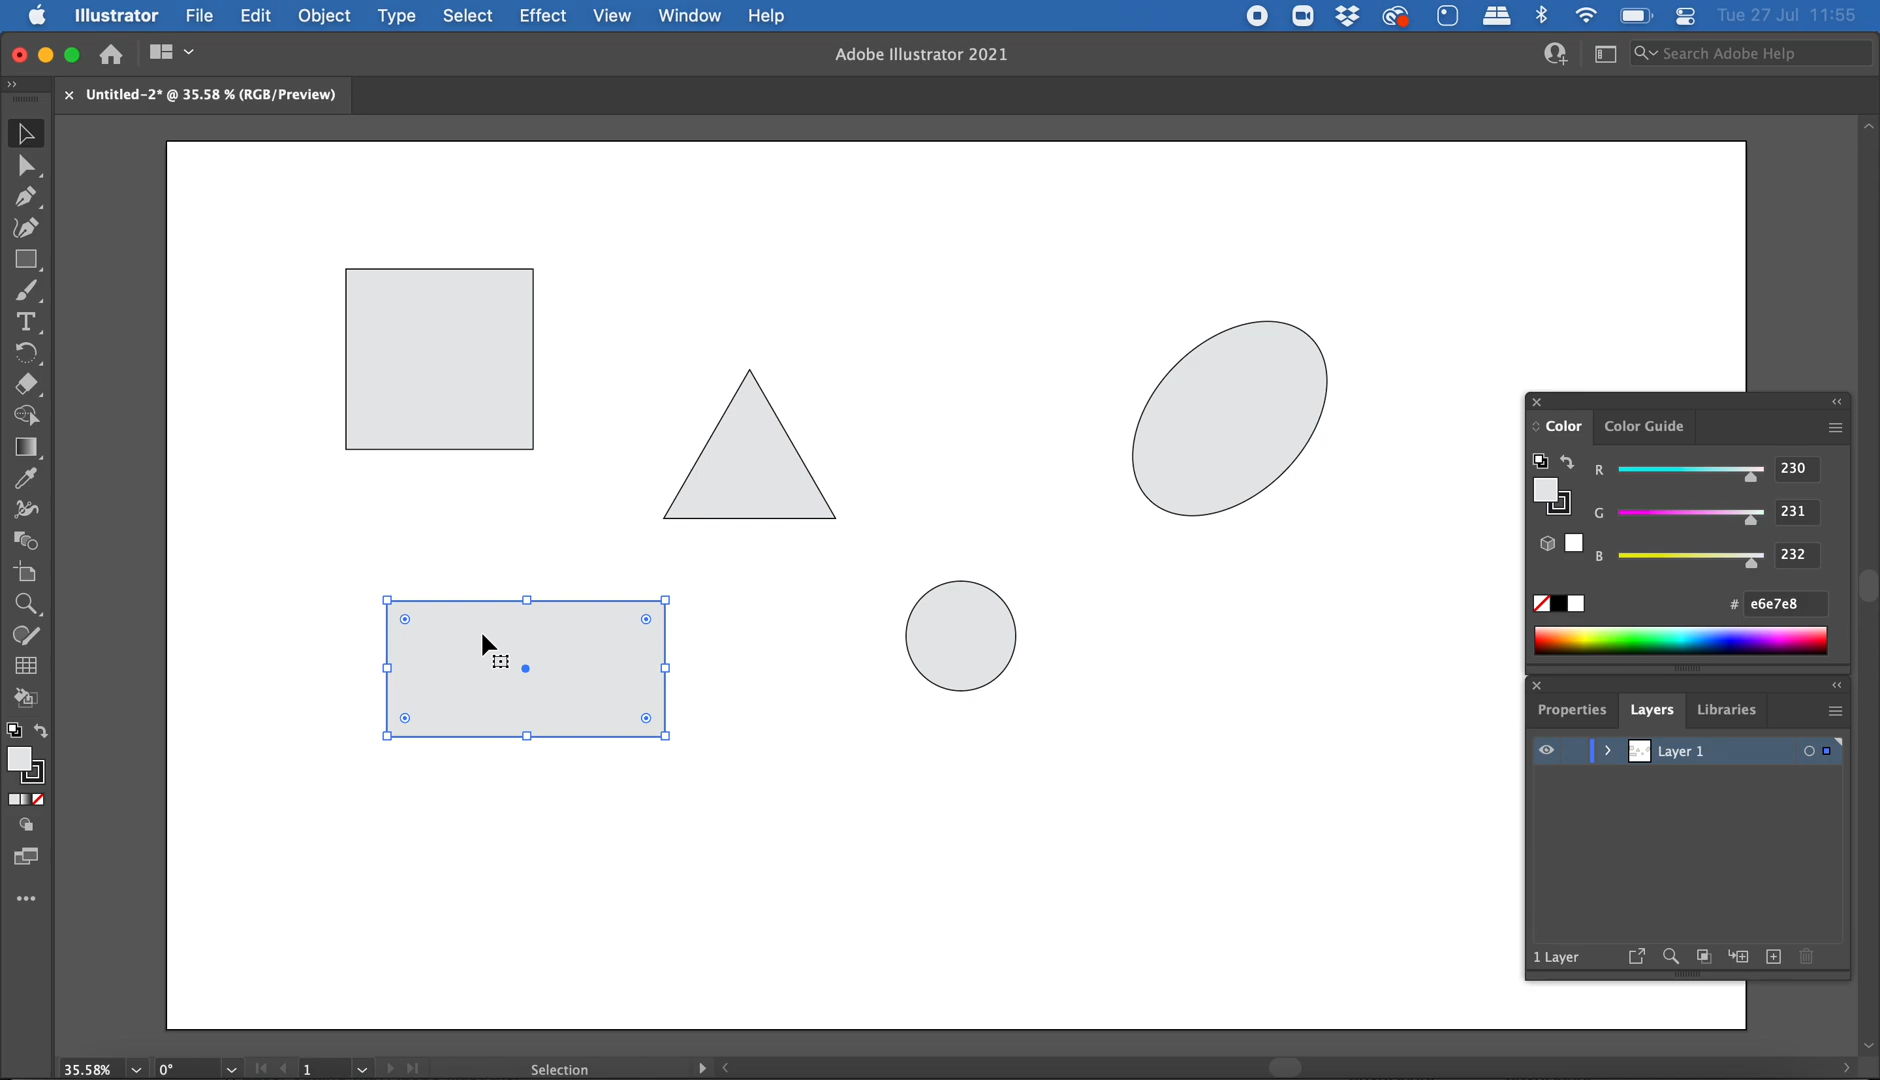 Illustrator File Edit Object Type Select Effect View Window Help Tue 27 Jul 11:55
Adobe Illustrator 2021 Search Adobe Help
Untitled-2* @ 35.58 % (RGB/Preview)
Color Color Guide
R 230
G 231
B 232
# e6e7e8
Properties Layers Libraries
Layer 1
1 Layer
35.58% 0° 1 Selection